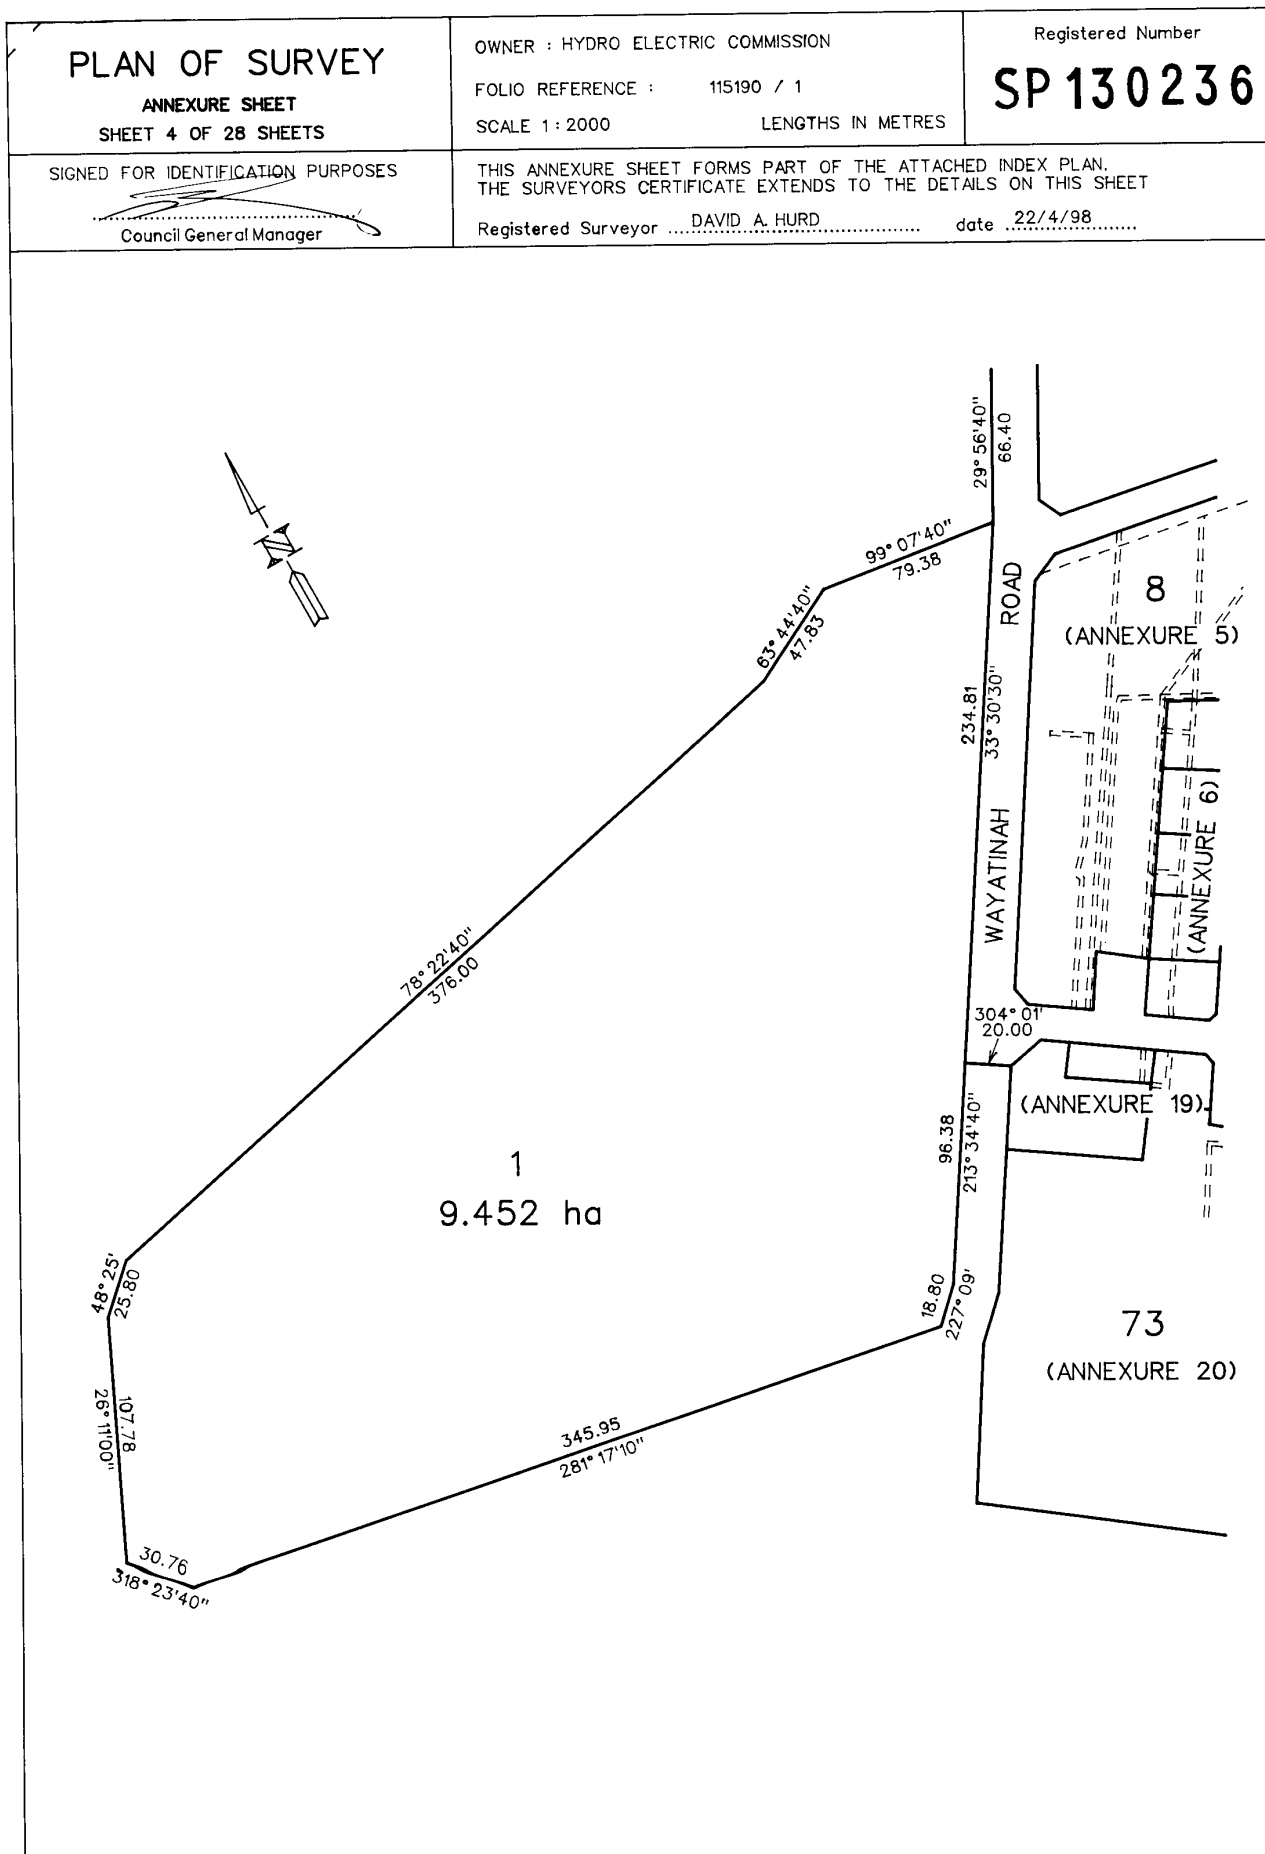 PLAN OF SURVEY
ANNEXURE SHEET
SHEET 4 OF 28 SHEETS
OWNER : HYDRO ELECTRIC COMMISSION
FOLIO REFERENCE : 115190 / 1
SCALE 1 : 2000 LENGTHS IN METRES
Registered Number
SP 130236
SIGNED FOR IDENTIFICATION PURPOSES
Council General Manager
THIS ANNEXURE SHEET FORMS PART OF THE ATTACHED INDEX PLAN.
THE SURVEYORS CERTIFICATE EXTENDS TO THE DETAILS ON THIS SHEET
Registered Surveyor DAVID A. HURD date 22/4/98
29° 56'40"
66.40
99° 07'40"
79.38
63° 44'40"
47.83
ROAD
8
(ANNEXURE 5)
234.81
33° 30'30"
WAYATINAH
(ANNEXURE 6)
78° 22'40"
376.00
304° 01'
20.00
(ANNEXURE 19)
96.38
213° 34'40"
1
9.452 ha
48° 25'
25.80
18.80
227° 09'
73
(ANNEXURE 20)
107.78
26° 11'00"
345.95
281° 17'10"
30.76
318° 23'40"